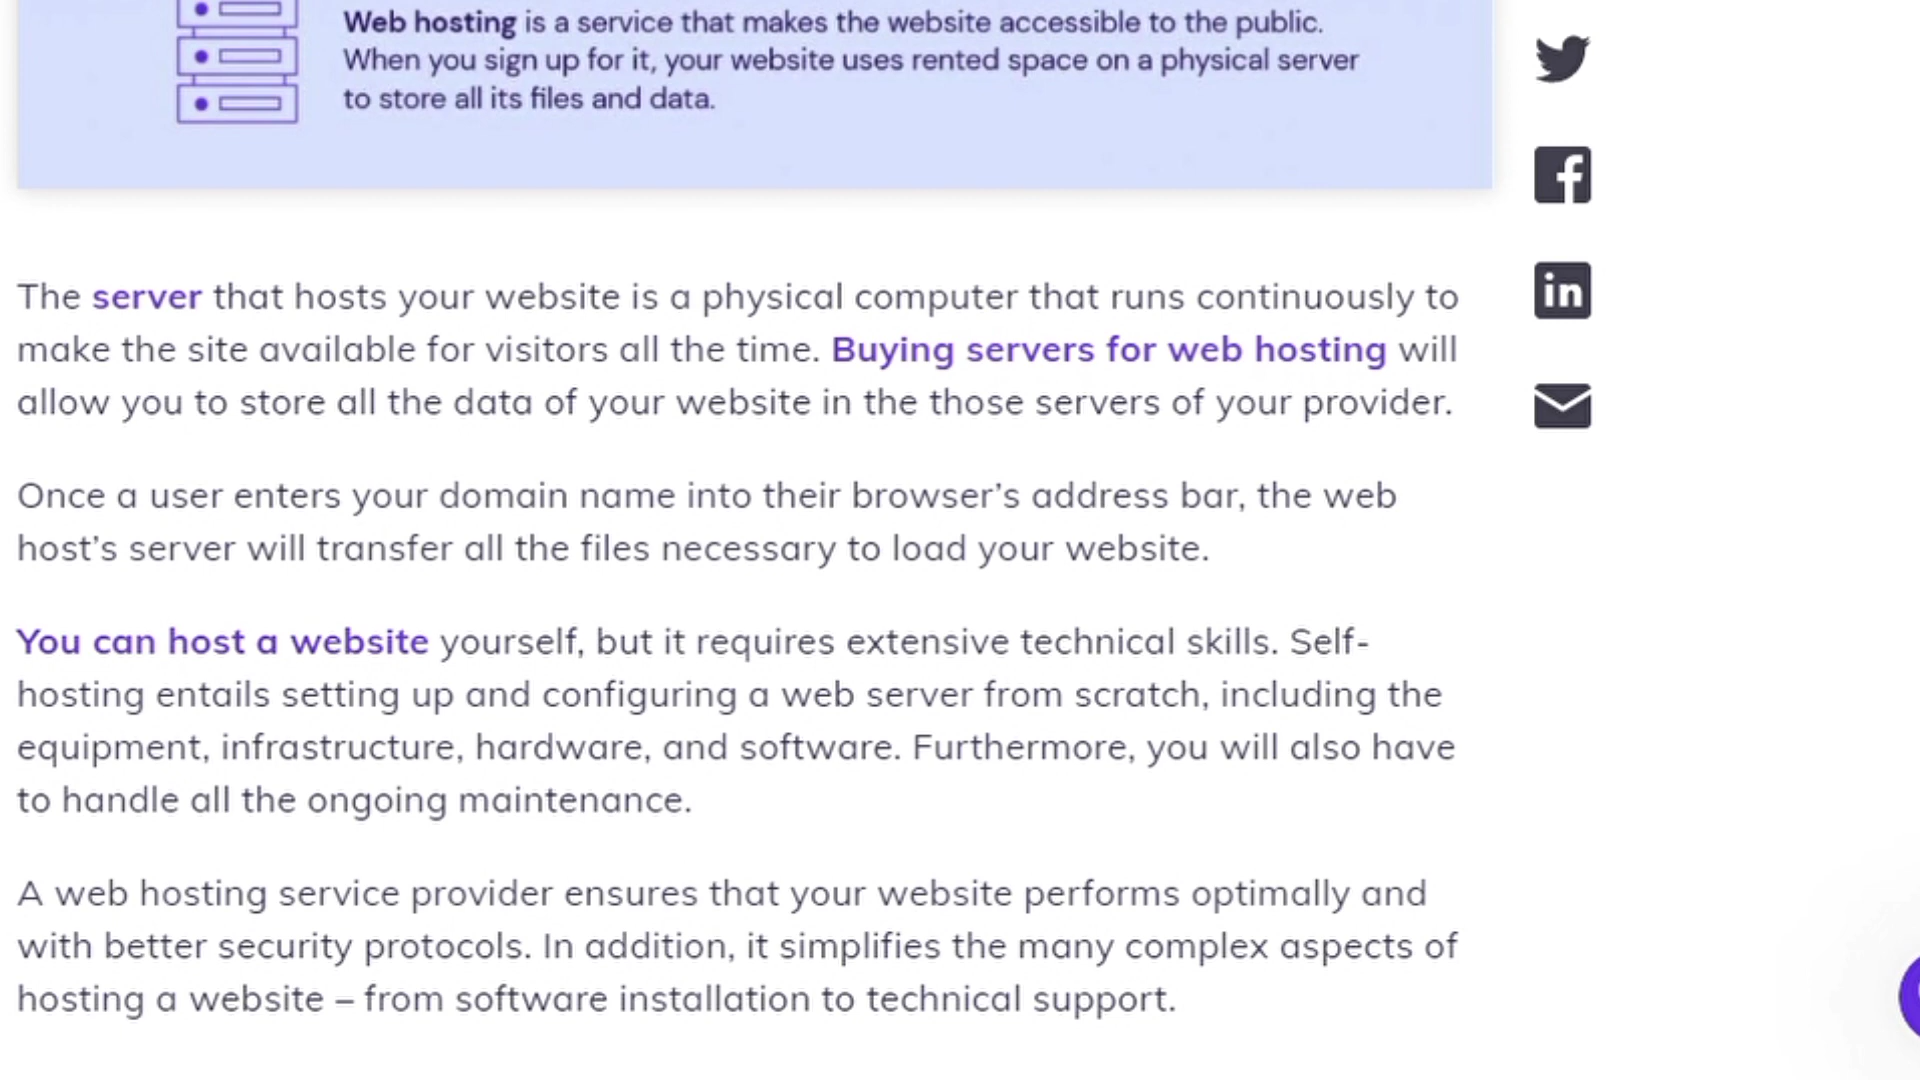 Web hosting is a service that makes the website accessible to the public.
When you sign up for it, your website uses rented space on a physical server
to store all its files and data.
The server that hosts your website is a physical computer that runs continuously to
make the site available for visitors all the time. Buying servers for web hosting will
allow you to store all the data of your website in the those servers of your provider.
Once a user enters your domain name into their browser’s address bar, the web
host’s server will transfer all the files necessary to load your website.
You can host a website yourself, but it requires extensive technical skills. Self-
hosting entails setting up and configuring a web server from scratch, including the
equipment, infrastructure, hardware, and software. Furthermore, you will also have
to handle all the ongoing maintenance.
A web hosting service provider ensures that your website performs optimally and
with better security protocols. In addition, it simplifies the many complex aspects of
hosting a website – from software installation to technical support.